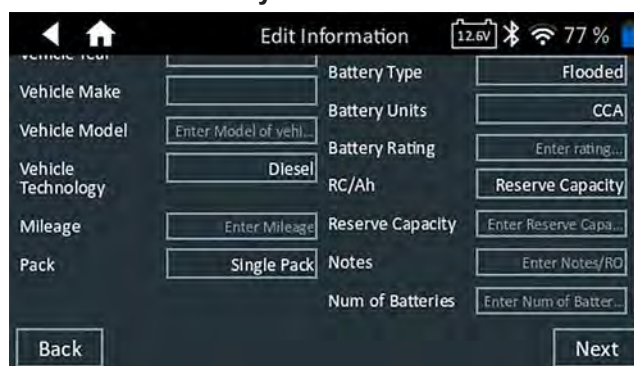 Edit Information 12.6V 77 %
Vehicle Year
Vehicle Make
Vehicle Model Enter Model of vehi...
Vehicle Technology Diesel
Mileage Enter Mileage
Pack Single Pack
Battery Type Flooded
Battery Units CCA
Battery Rating Enter rating...
RC/Ah Reserve Capacity
Reserve Capacity Enter Reserve Capa...
Notes Enter Notes/RO
Num of Batteries Enter Num of Batter...
Back Next